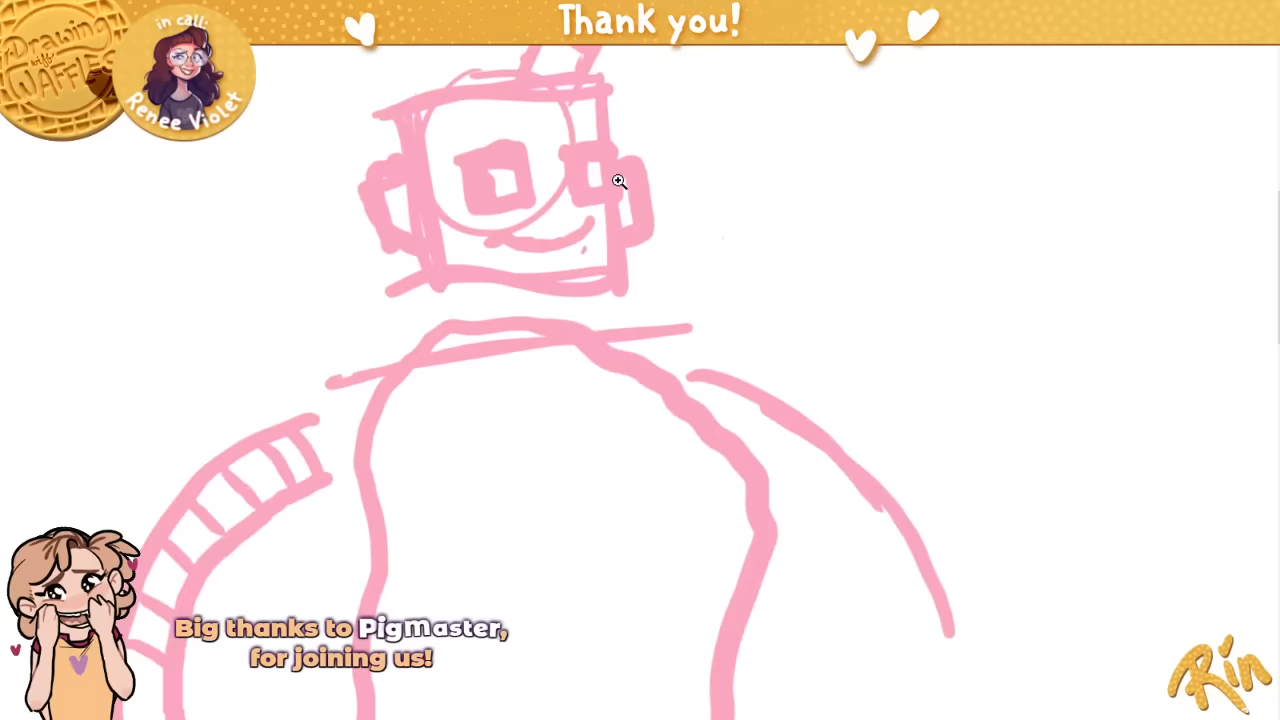 Thank you!
Drawing
with
WAFFLES
in call:
Renee Violet
Big thanks to Pigmaster,
for joining us!
Rin